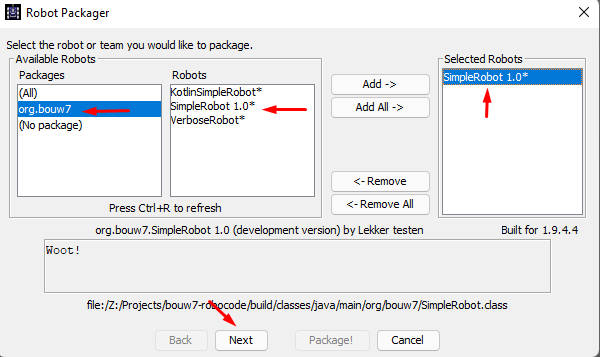 Robot Packager
Select the robot or team you would like to package.
Available Robots
Packages
(All)
org.bouw7
(No package)
Robots
KotlinSimpleRobot*
SimpleRobot 1.0*
VerboseRobot*
Add ->
Add All ->
<- Remove
<- Remove All
Selected Robots
SimpleRobot 1.0*
Press Ctrl+R to refresh
org.bouw7.SimpleRobot 1.0 (development version) by Lekker testen
Built for 1.9.4.4
Woot!
file:/Z:/Projects/bouw7-robocode/build/classes/java/main/org/bouw7/SimpleRobot.class
Back
Next
Package!
Cancel